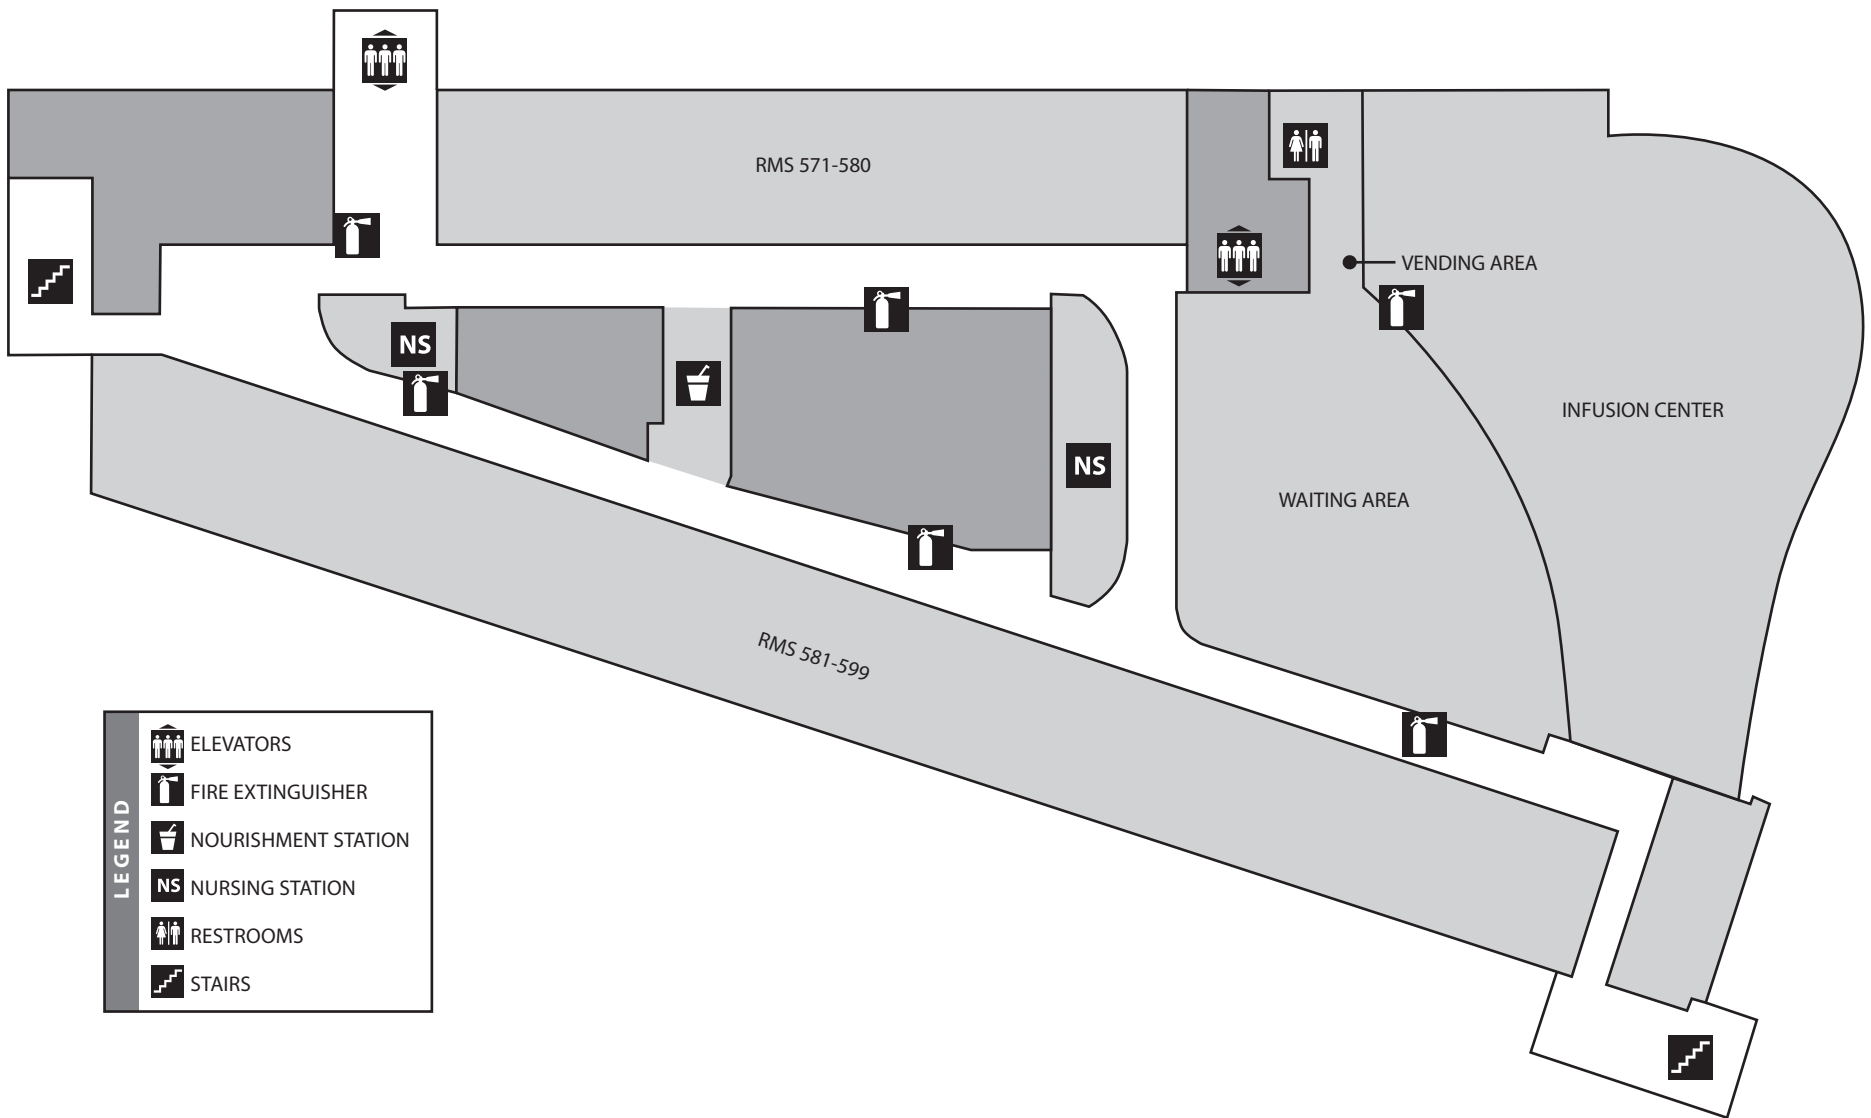 RMS 571-580
VENDING AREA
NS
INFUSION CENTER
NS
WAITING AREA
RMS 581-599
LEGEND
ELEVATORS
FIRE EXTINGUISHER
NOURISHMENT STATION
NS NURSING STATION
RESTROOMS
STAIRS